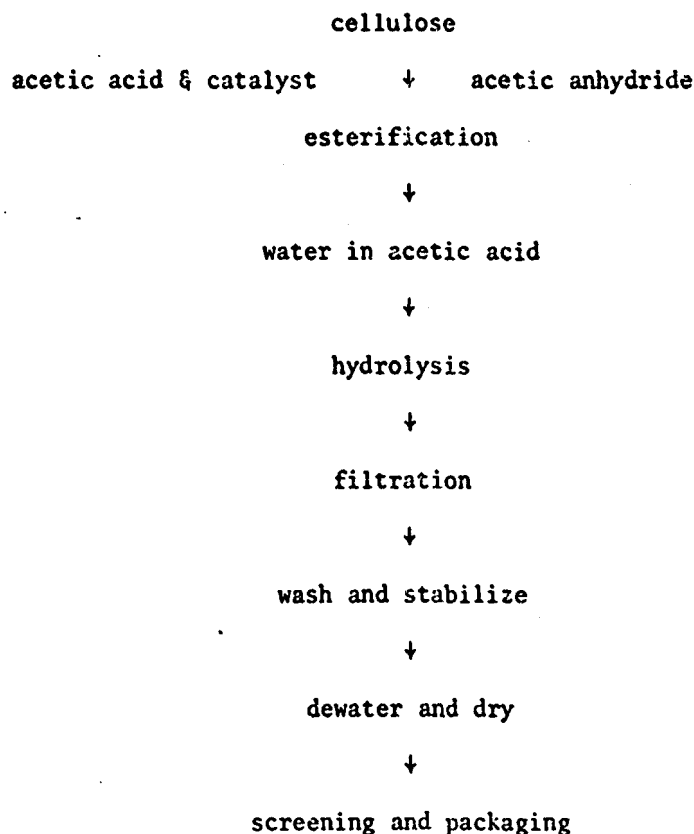 cellulose
acetic acid & catalyst ↓ acetic anhydride
esterification
↓
water in acetic acid
↓
hydrolysis
↓
filtration
↓
wash and stabilize
↓
dewater and dry
↓
screening and packaging